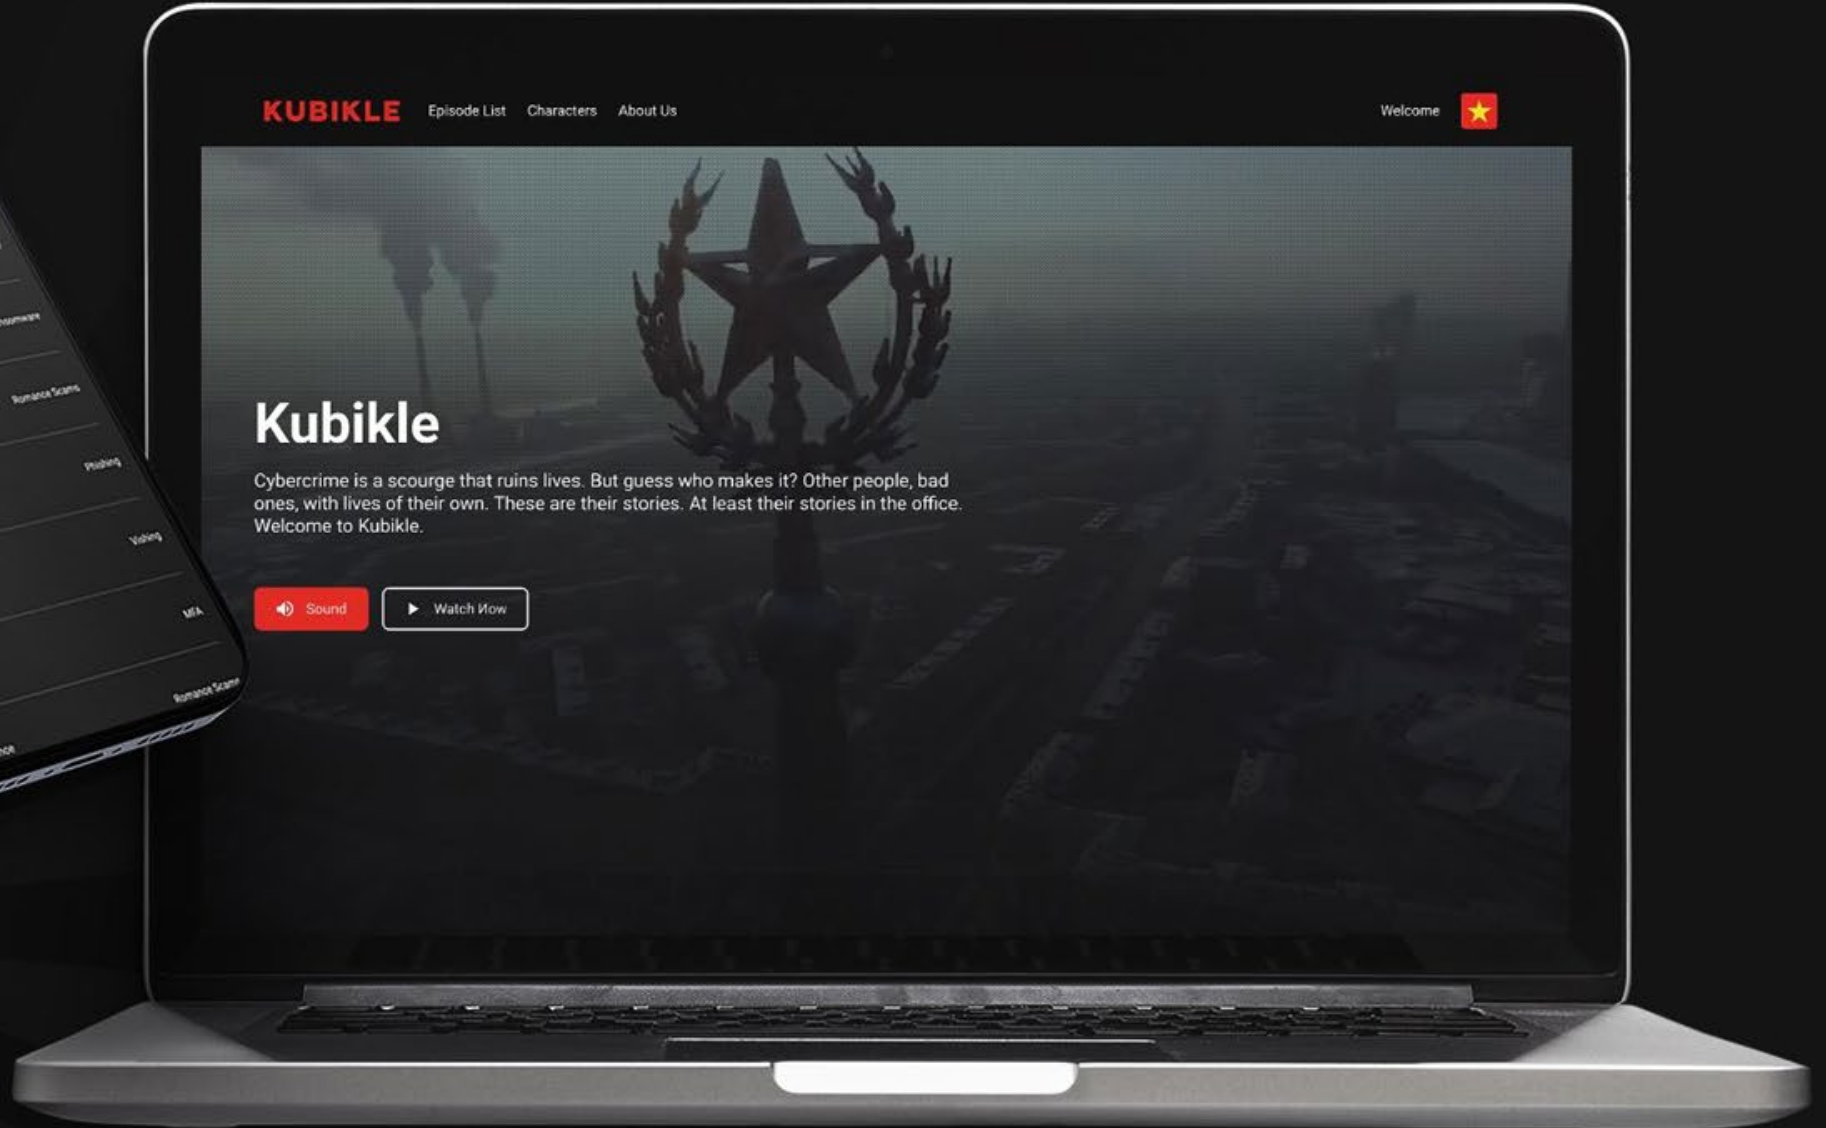 KUBIKLE
Episode List
Characters
About Us
Welcome
Kubikle
Cybercrime is a scourge that ruins lives. But guess who makes it? Other people, bad
ones, with lives of their own. These are their stories. At least their stories in the office.
Welcome to Kubikle.
Sound
Watch Иow
Romance Scams
Phishing
Vishing
MFA
Romance Scams